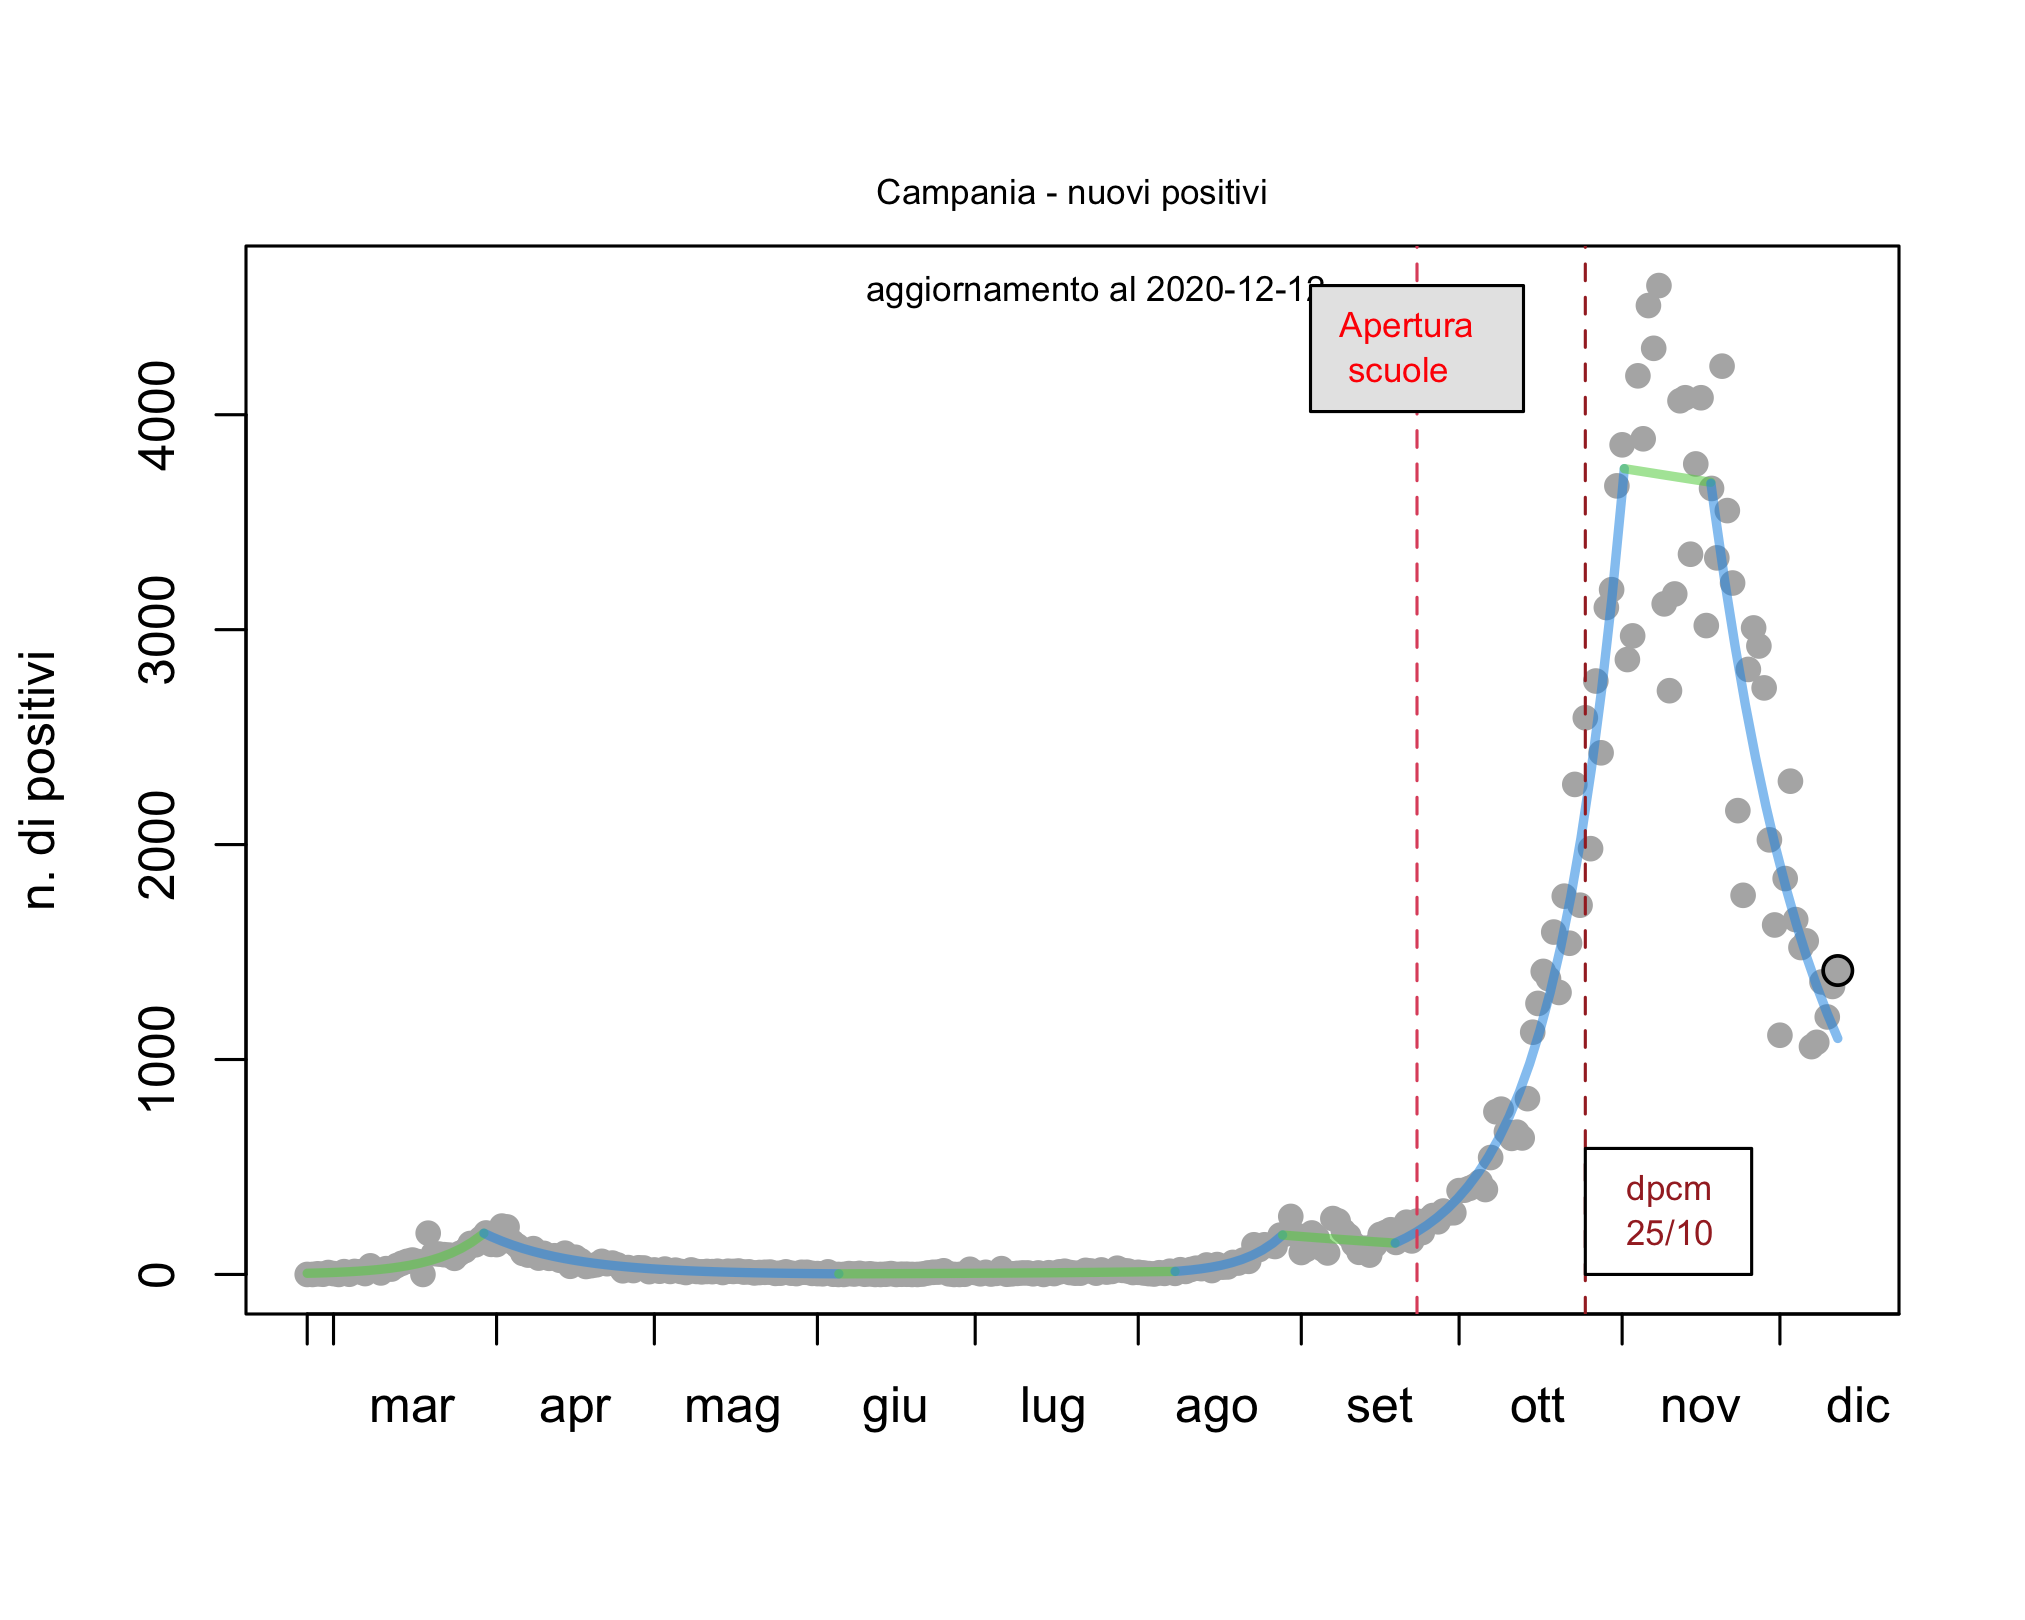 Campania - nuovi positivi
aggiornamento al 2020-12-12
Apertura
scuole
n. di positivi
4000
3000
2000
1000
0
dpcm
25/10
mar apr mag giu lug ago set ott nov dic